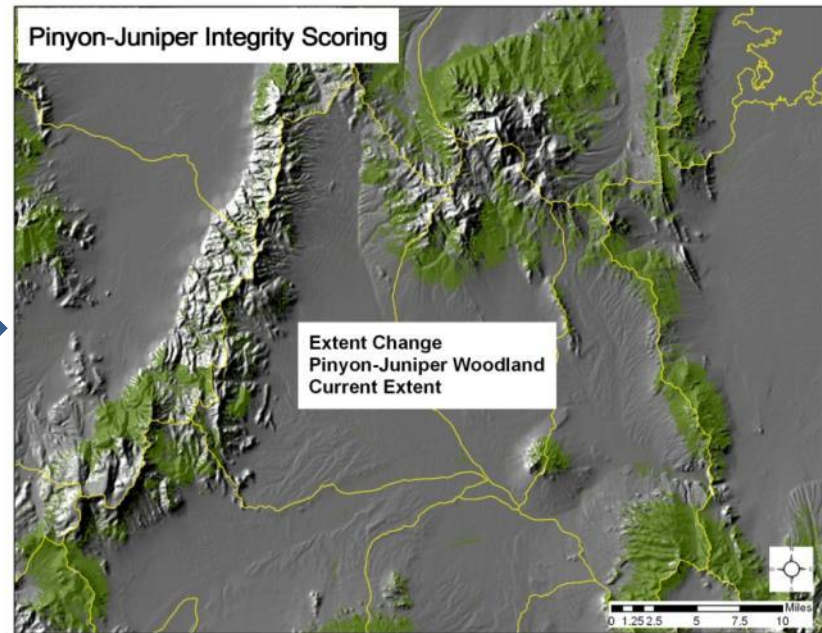 Pinyon-Juniper Integrity Scoring
Extent Change
Pinyon-Juniper Woodland
Current Extent
Miles
0 1.25 2.5 5 7.5 10